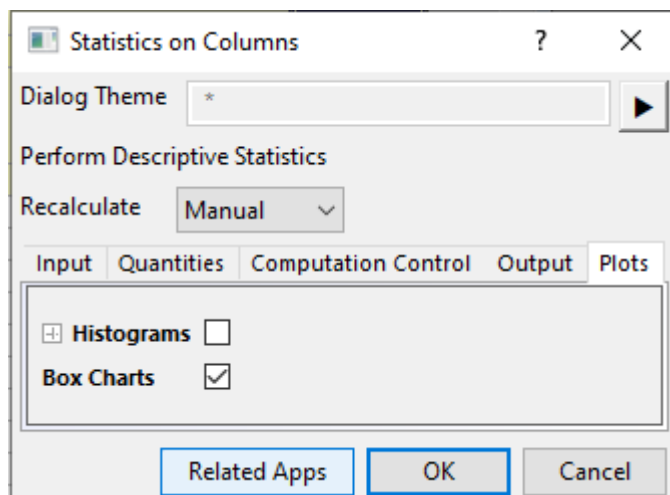 Statistics on Columns ? ×
Dialog Theme *
Perform Descriptive Statistics
Recalculate Manual
Input Quantities Computation Control Output Plots
Histograms
Box Charts
Related Apps OK Cancel